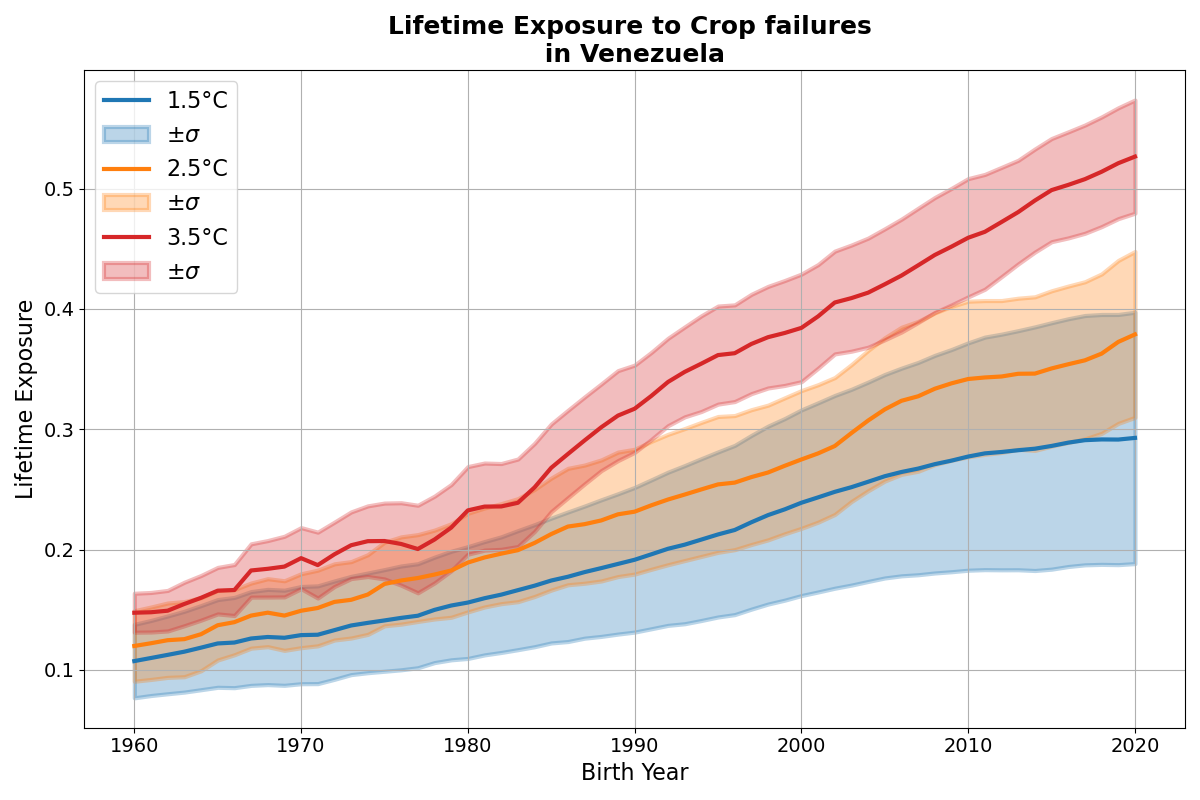 Lifetime Exposure to Crop failures
in Venezuela
1.5°C
±σ
2.5°C
±σ
3.5°C
±σ
Lifetime Exposure
0.5
0.4
0.3
0.2
0.1
1960 1970 1980 1990 2000 2010 2020
Birth Year